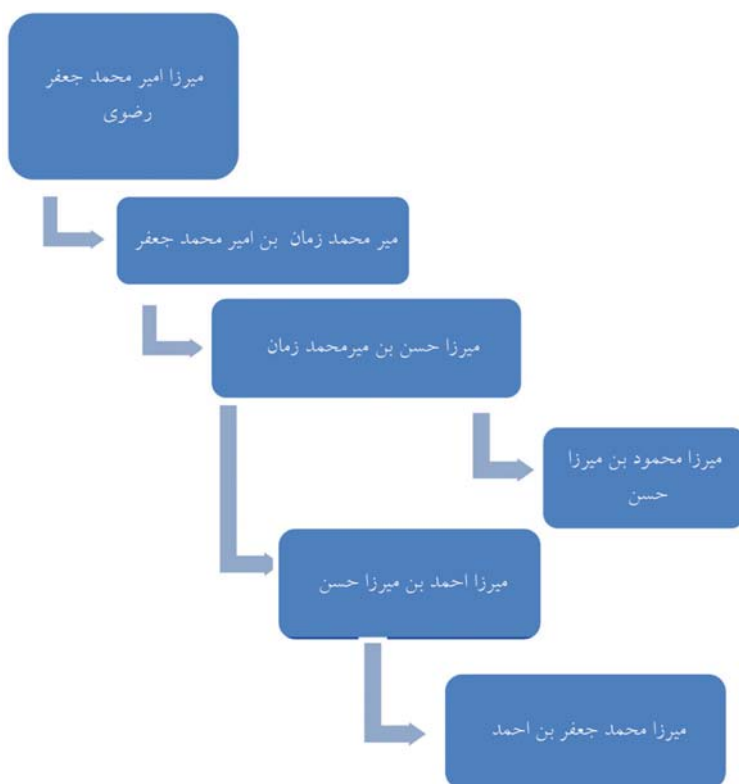 میرزا امیر محمد جعفر
رضوی
میر محمد زمان بن امیر محمد جعفر
میرزا حسن بن میرمحمد زمان
میرزا محمود بن میرزا
حسن
میرزا احمد بن میرزا حسن
میرزا محمد جعفر بن احمد